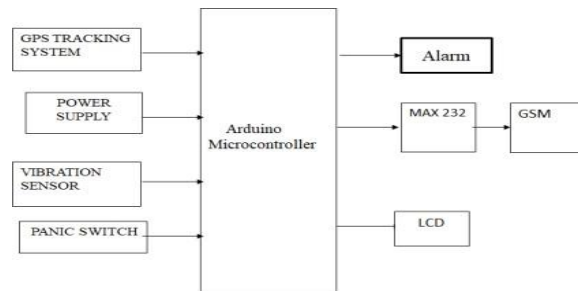 GPS TRACKING
SYSTEM
POWER
SUPPLY
VIBRATION
SENSOR
PANIC SWITCH
Arduino
Microcontroller
Alarm
MAX 232
GSM
LCD